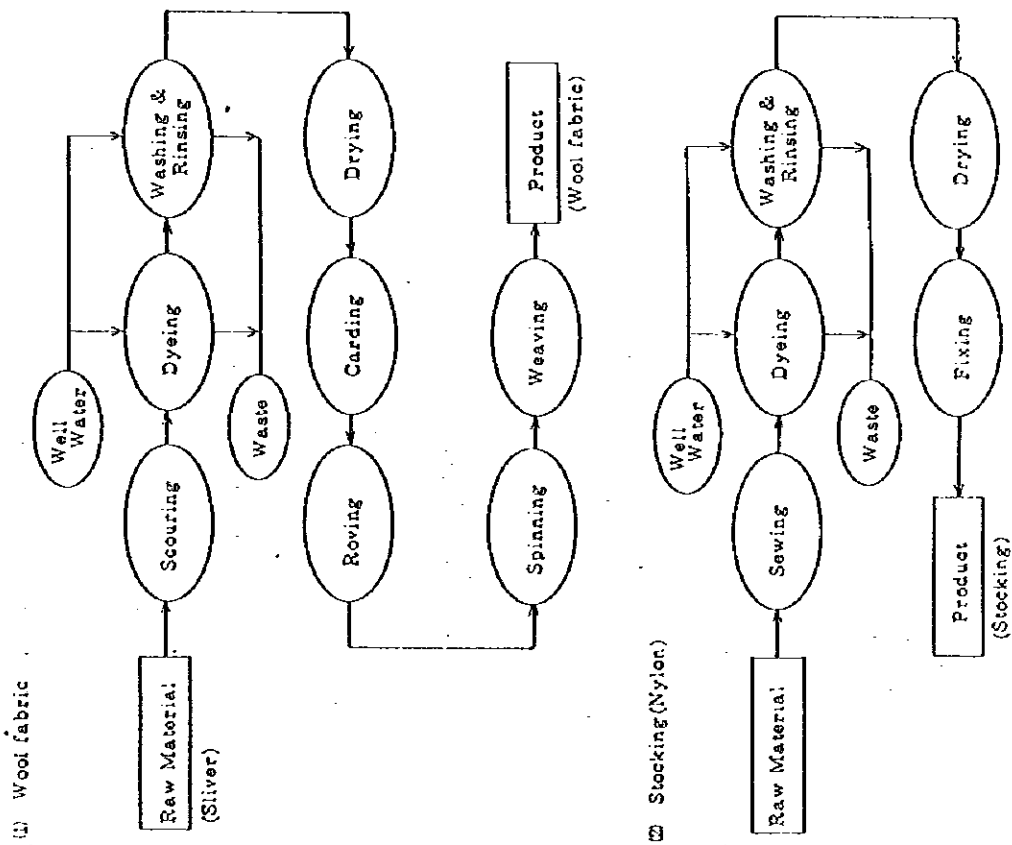 (1) Wool fabric
Well
Water
Raw Material
(Sliver)
Scouring
Dyeing
Washing &
Rinsing
Waste
Roving
Carding
Drying
Spinning
Weaving
Product
(Wool fabric)
(2) Stocking(Nylon)
Well
Water
Raw Material
Sewing
Dyeing
Washing &
Rinsing
Waste
Product
(Stocking)
Fixing
Drying